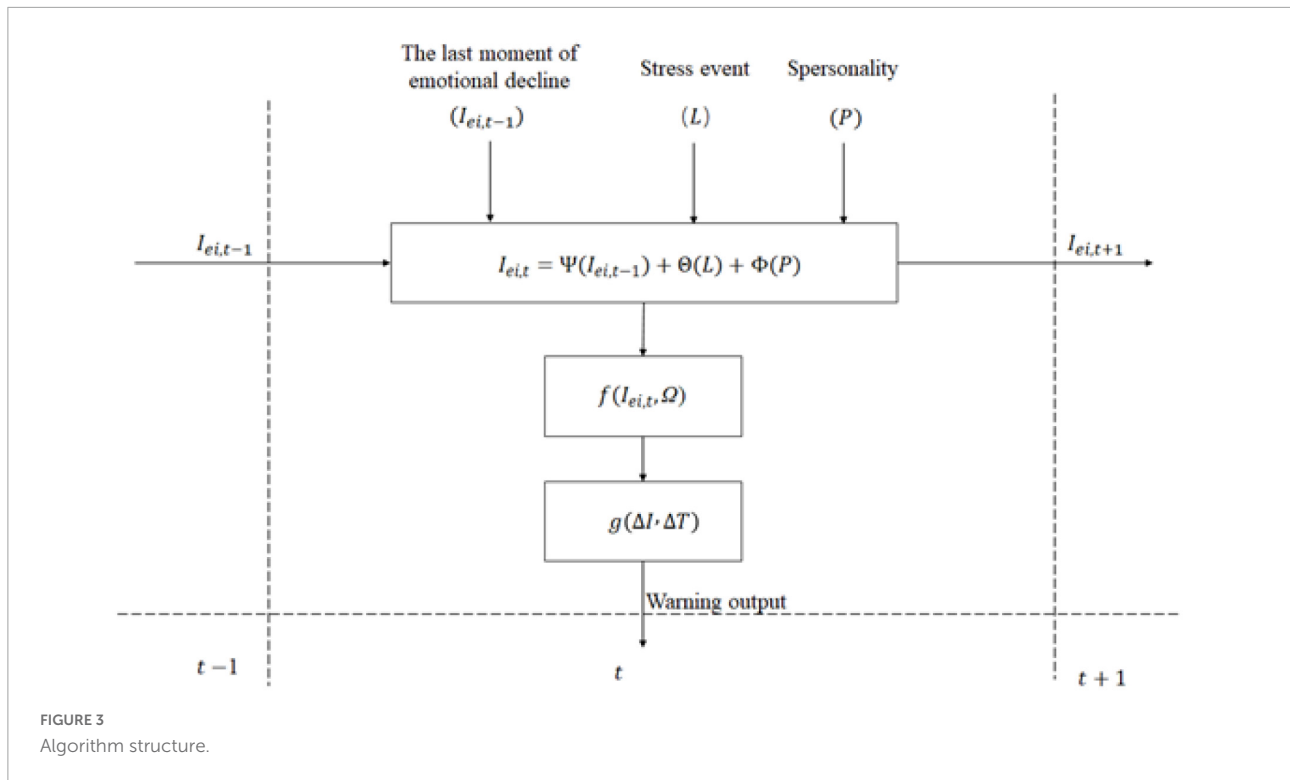 The last moment of
emotional decline
(I_{ei,t−1})
Stress event
(L)
Spersonality
(P)
I_{ei,t−1}
I_{ei,t} = Ψ(I_{ei,t−1}) + Θ(L) + Φ(P)
I_{ei,t+1}
f(I_{ei,t}, Ω)
g(ΔI, ΔT)
Warning output
t − 1
t
t + 1
FIGURE 3
Algorithm structure.